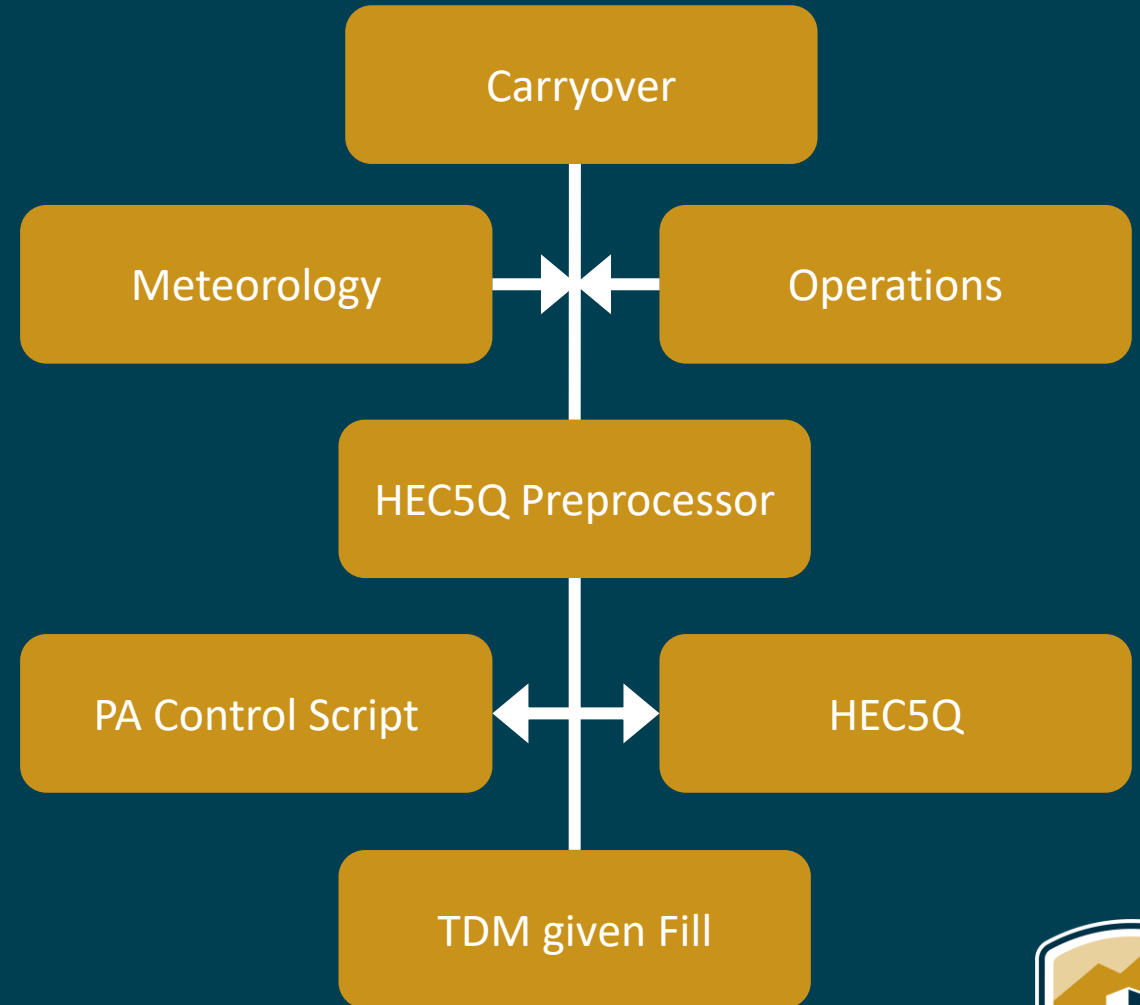 Carryover
Meteorology
Operations
HEC5Q Preprocessor
PA Control Script
HEC5Q
TDM given Fill